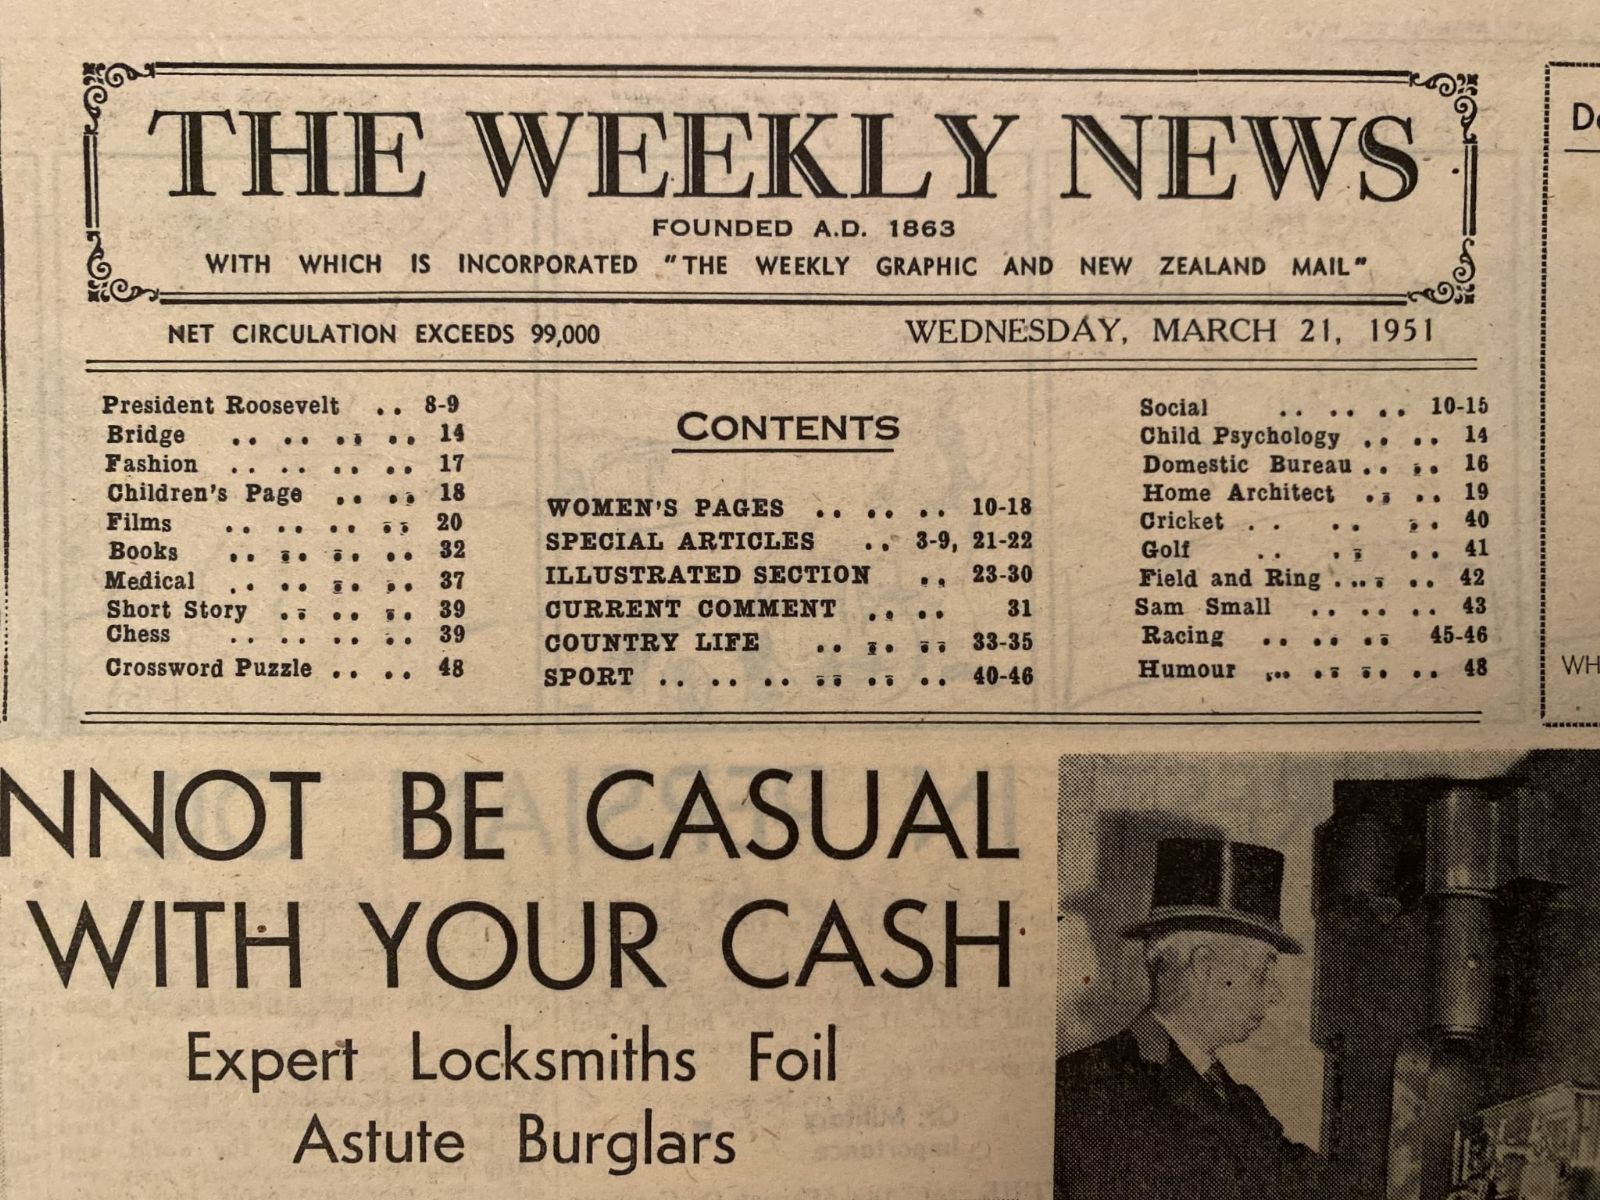 THE WEEKLY NEWS
FOUNDED A.D. 1863
WITH WHICH IS INCORPORATED "THE WEEKLY GRAPHIC AND NEW ZEALAND MAIL"
NET CIRCULATION EXCEEDS 99,000
WEDNESDAY, MARCH 21, 1951
President Roosevelt .. 8-9
Bridge .. .. .. .. 14
Fashion .. .. .. .. 17
Children's Page .. .. 18
Films .. .. .. .. 20
Books .. .. .. .. 32
Medical .. .. .. .. 37
Short Story .. .. .. 39
Chess .. .. .. .. 39
Crossword Puzzle .. .. 48
CONTENTS
WOMEN'S PAGES .. .. .. 10-18
SPECIAL ARTICLES .. 3-9, 21-22
ILLUSTRATED SECTION .. 23-30
CURRENT COMMENT .. .. 31
COUNTRY LIFE .. .. .. 33-35
SPORT .. .. .. .. .. .. 40-46
Social .. .. .. 10-15
Child Psychology .. .. 14
Domestic Bureau .. .. 16
Home Architect .. .. 19
Cricket .. .. .. 40
Golf .. .. .. 41
Field and Ring .. .. .. 42
Sam Small .. .. .. 43
Racing .. .. .. 45-46
Humour .. .. .. .. 48
NNOT BE CASUAL
WITH YOUR CASH
Expert Locksmiths Foil
Astute Burglars
WH